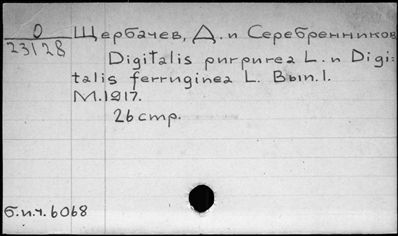 О
23128
Щербачев, Д. и Серебренников
Digitalis purpurea L. и Digi-
talis ferruginea L. Вып. I.
М. 1917.
26 стр.
б.и.ч. 6068